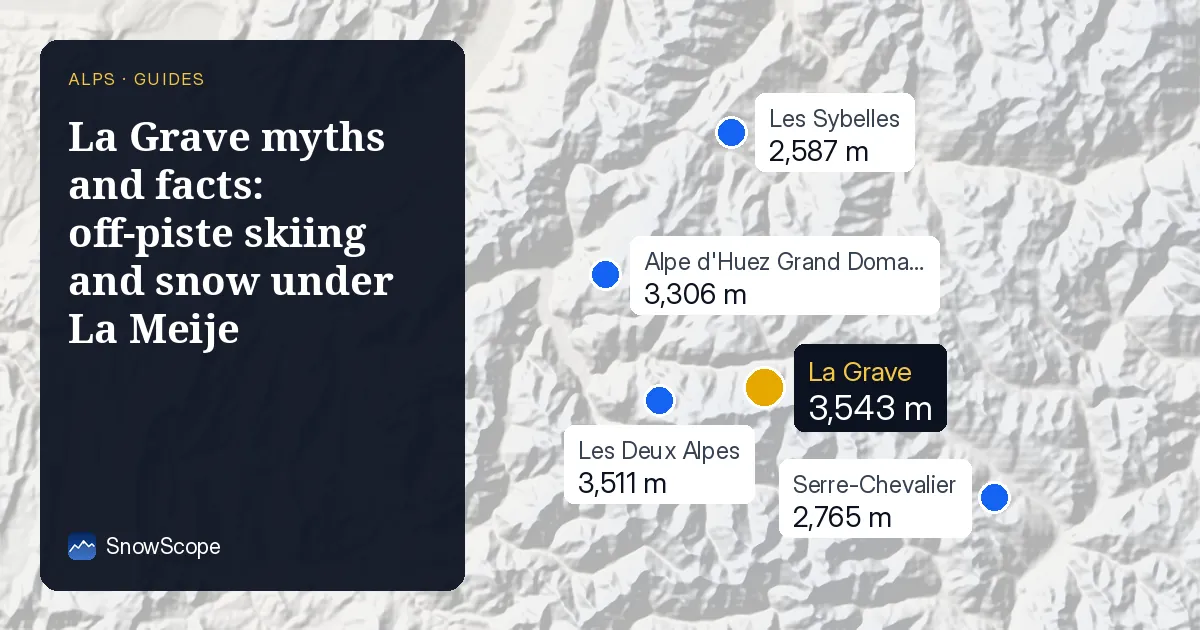 ALPS · GUIDES
La Grave myths
and facts:
off-piste skiing
and snow under
La Meije
SnowScope
Les Sybelles
2,587 m
Alpe d'Huez Grand Doma...
3,306 m
La Grave
3,543 m
Les Deux Alpes
3,511 m
Serre-Chevalier
2,765 m